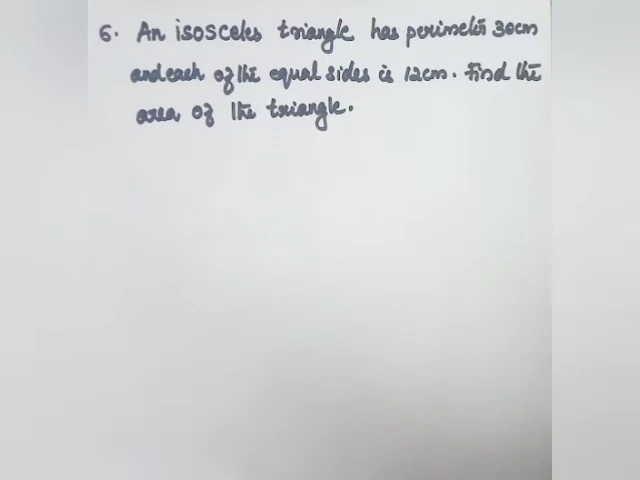 6. An isosceles triangle has perimeter 30cm
and each of the equal sides is 12cm. Find the
area of the triangle.